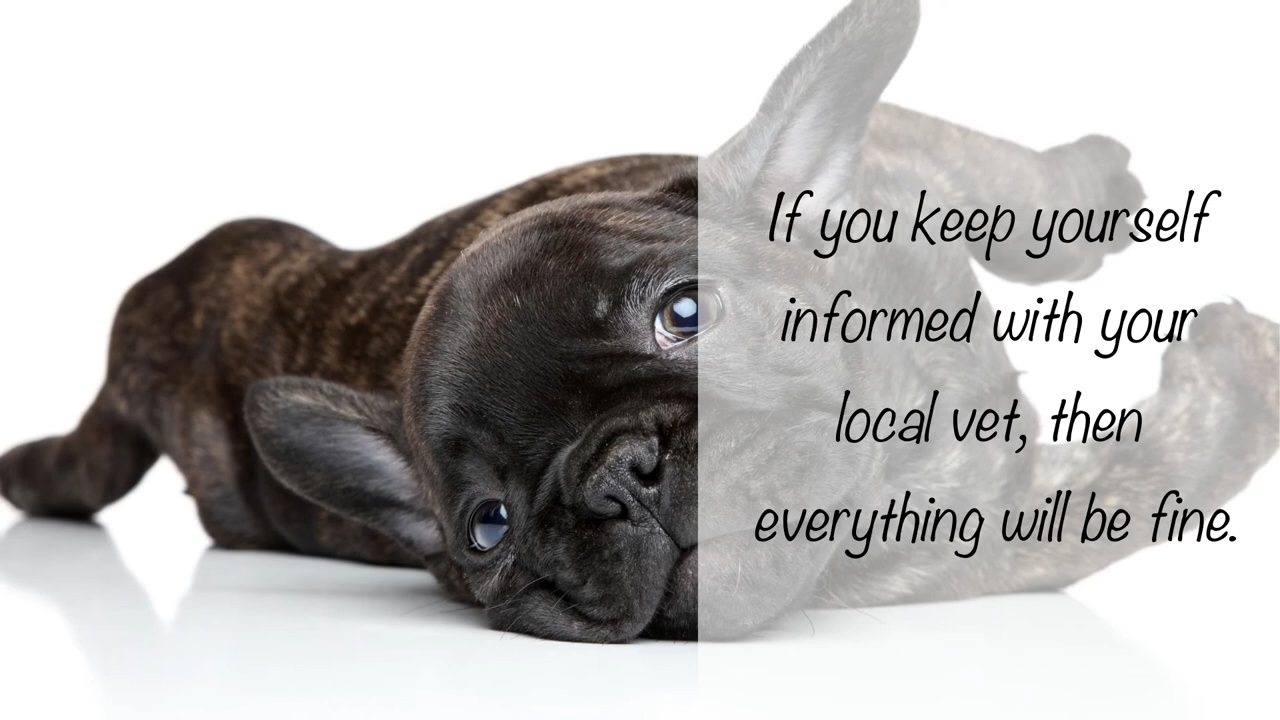 If you keep yourself
informed with your
local vet, then
everything will be fine.